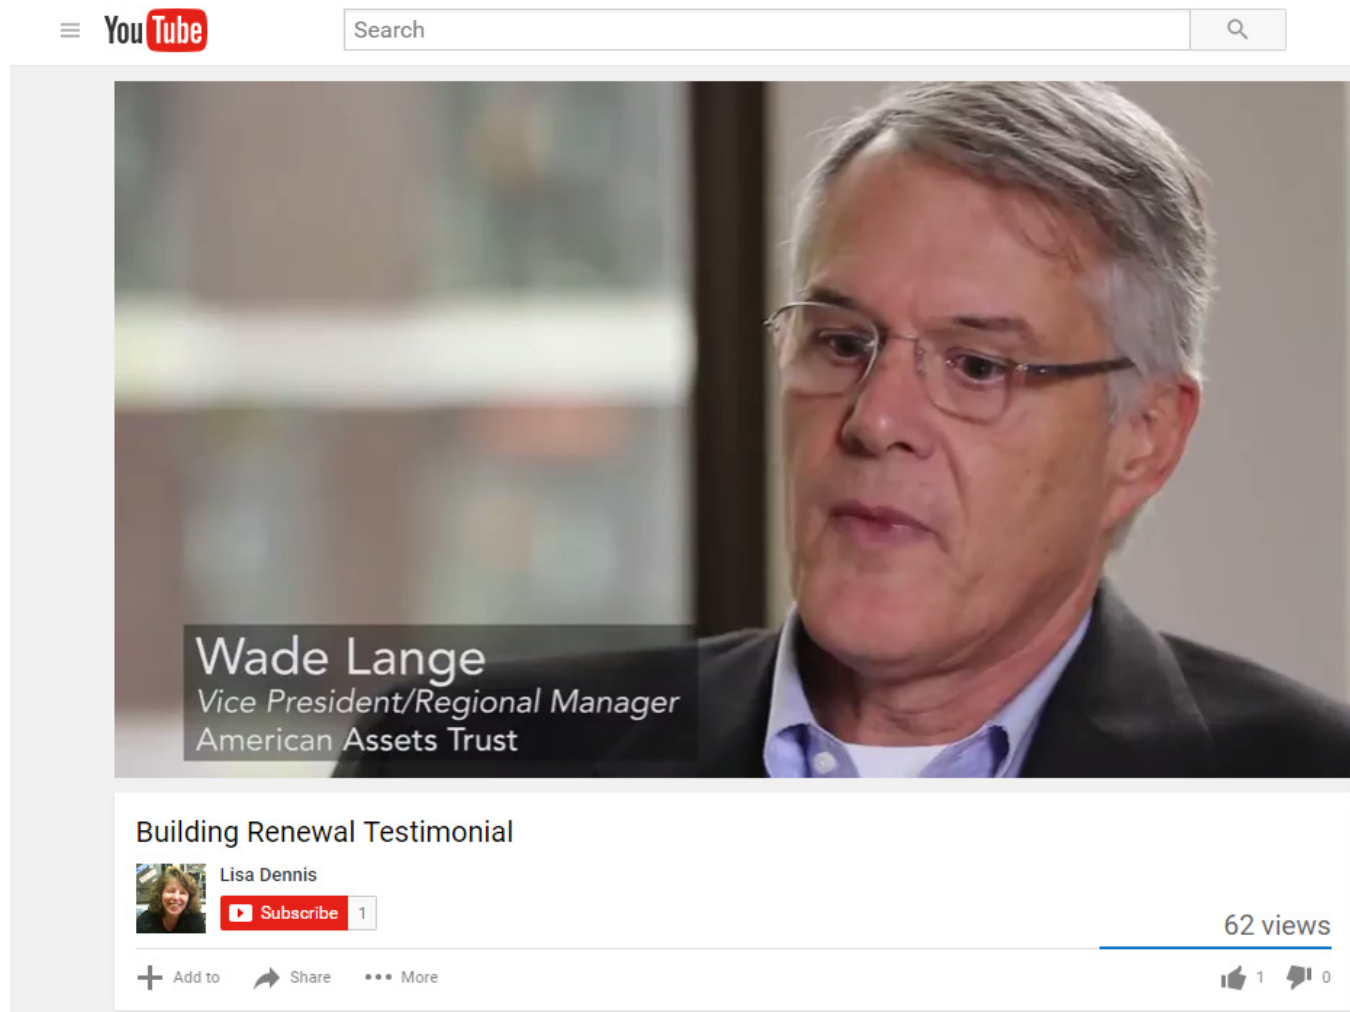 YouTube
Search
Wade Lange
Vice President/Regional Manager
American Assets Trust
Building Renewal Testimonial
Lisa Dennis
Subscribe 1
62 views
Add to Share More
1 0